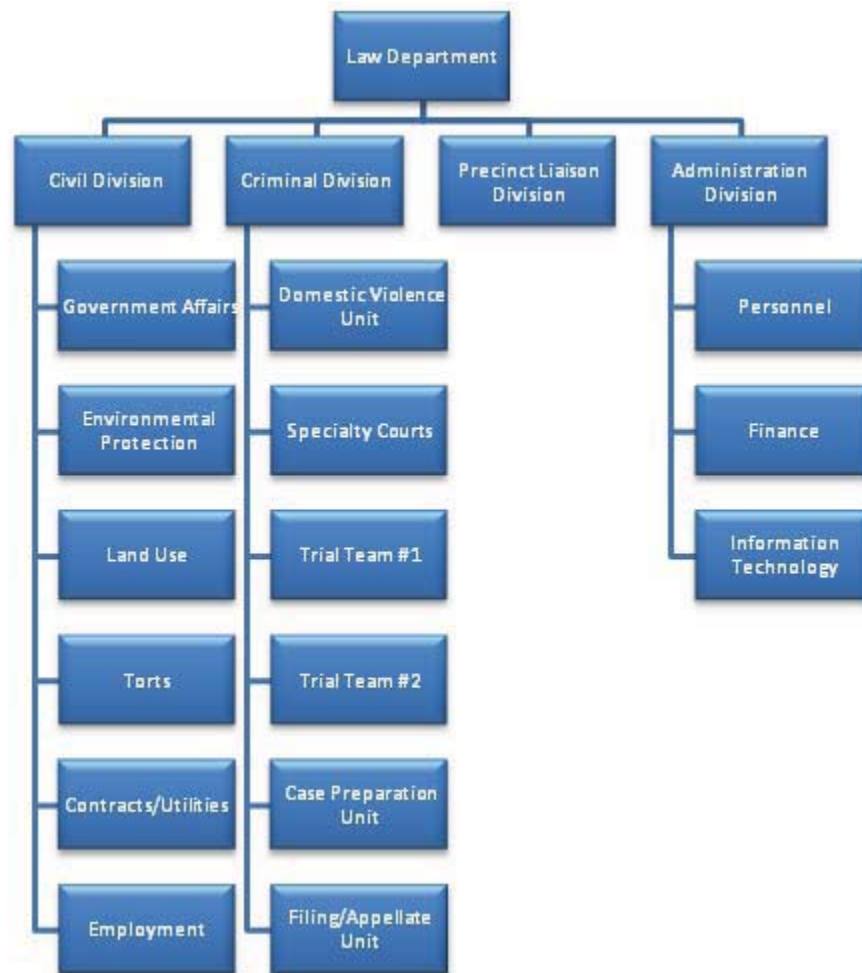 Law Department
Civil Division
Criminal Division
Precinct Liaison
Division
Administration
Division
Government Affairs
Environmental
Protection
Land Use
Torts
Contracts/Utilities
Employment
Domestic Violence
Unit
Specialty Courts
Trial Team #1
Trial Team #2
Case Preparation
Unit
Filing/Appellate
Unit
Personnel
Finance
Information
Technology